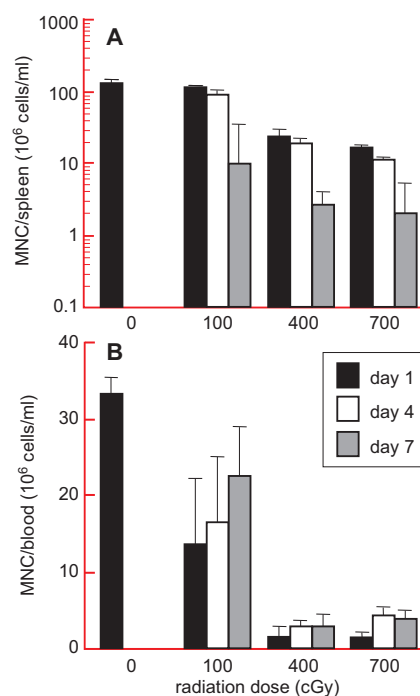 A
MNC/spleen (10⁶ cells/ml)
1000
100
10
1
0.1
0 100 400 700
B
MNC/blood (10⁶ cells/ml)
40
30
20
10
0
day 1
day 4
day 7
0 100 400 700
radiation dose (cGy)